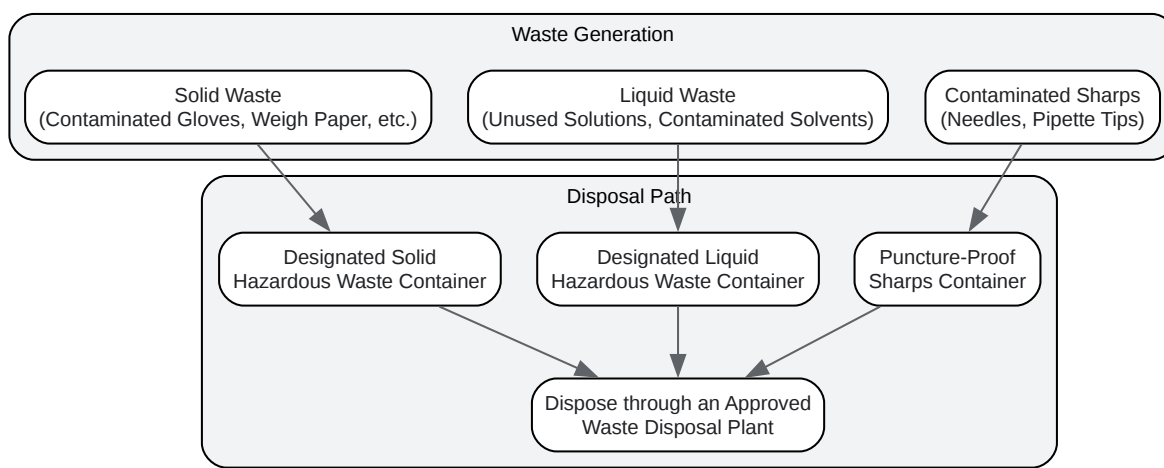 Waste Generation
Solid Waste
(Contaminated Gloves, Weigh Paper, etc.)
Liquid Waste
(Unused Solutions, Contaminated Solvents)
Contaminated Sharps
(Needles, Pipette Tips)
Disposal Path
Designated Solid
Hazardous Waste Container
Designated Liquid
Hazardous Waste Container
Puncture-Proof
Sharps Container
Dispose through an Approved
Waste Disposal Plant